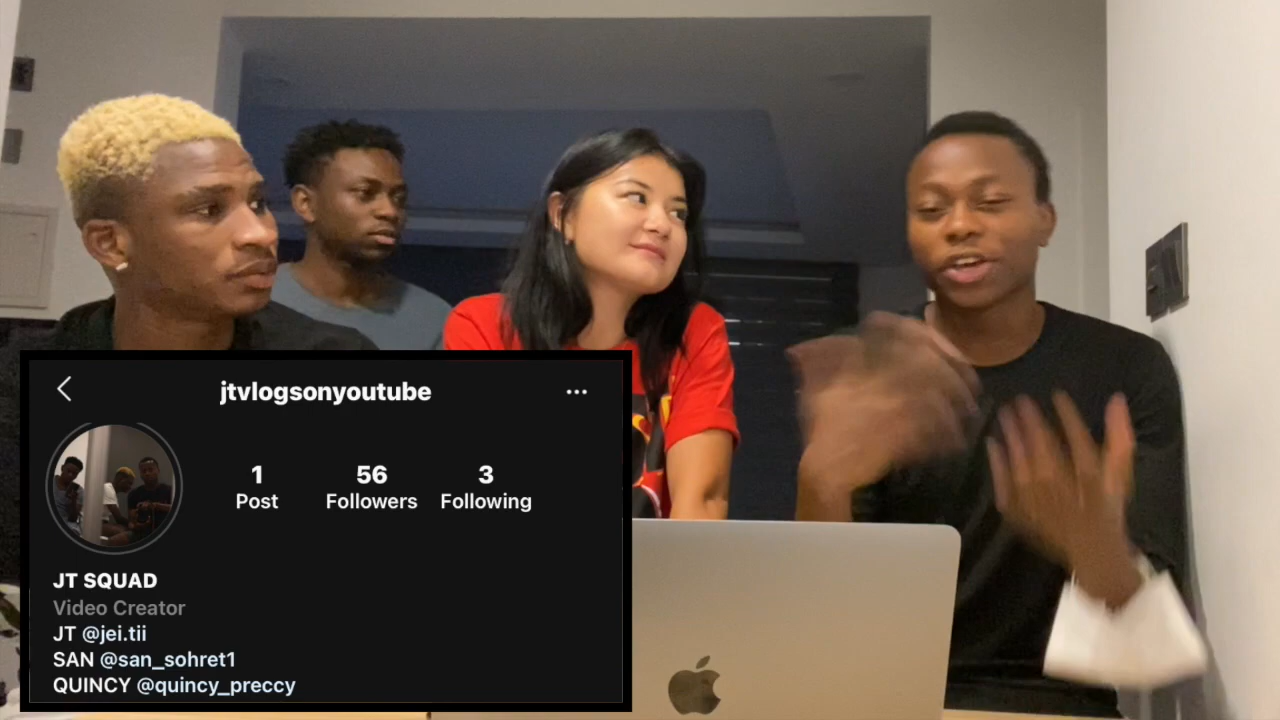 jtvlogsonyoutube
1 56 3
Post Followers Following
JT SQUAD
Video Creator
JT @jei.tii
SAN @san_sohret1
QUINCY @quincy_preccy